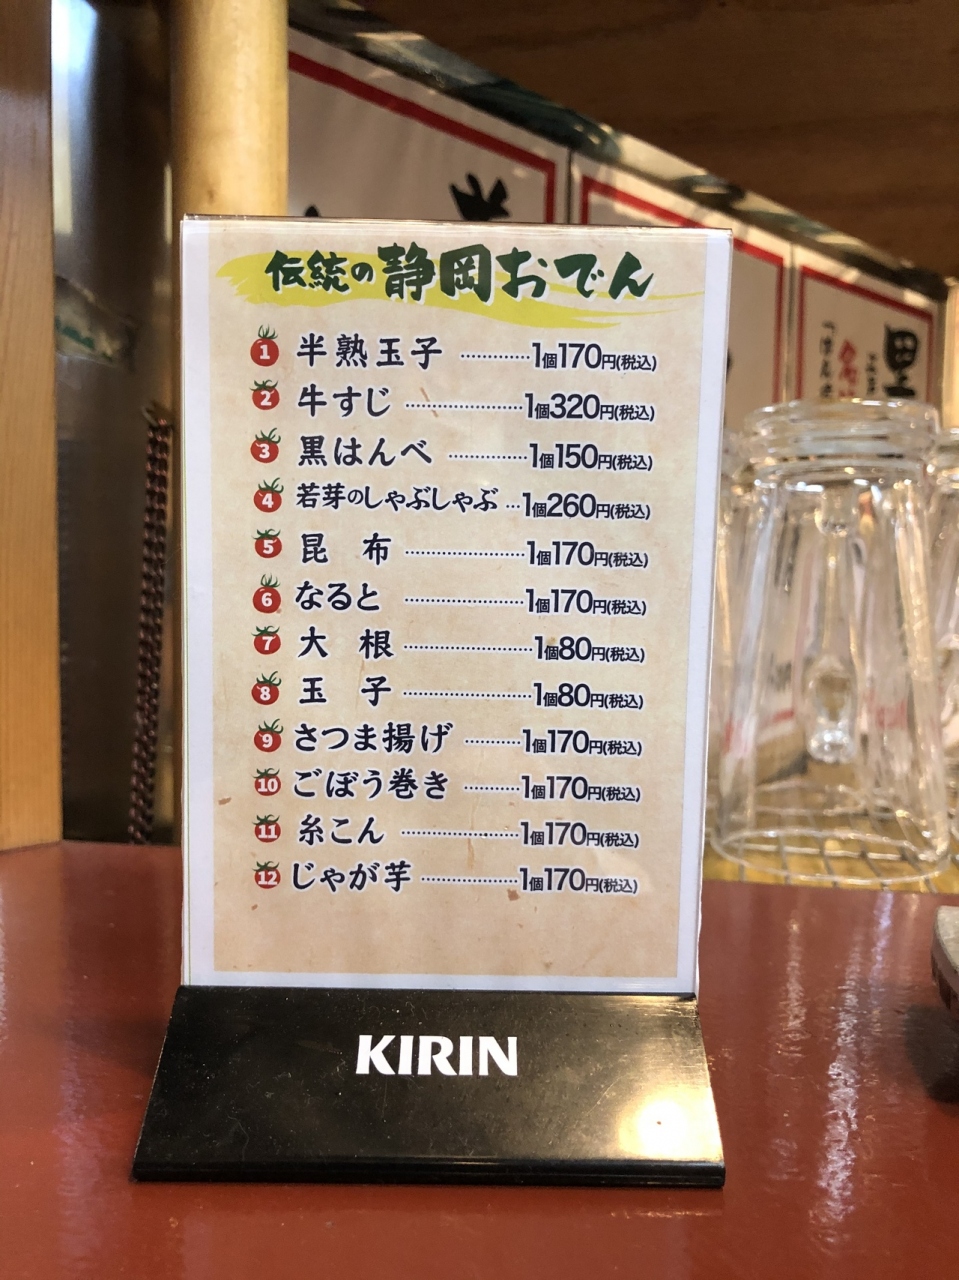 伝統の静岡おでん
1 半熟玉子 …………1個170円(税込)
2 牛すじ …………………1個320円(税込)
3 黒はんぺ ……………1個150円(税込)
4 若芽のしゃぶしゃぶ …1個260円(税込)
5 昆 布 …………………1個170円(税込)
6 なると …………………1個170円(税込)
7 大 根 …………………1個80円(税込)
8 玉 子 …………………1個80円(税込)
9 さつま揚げ …………1個170円(税込)
10 ごぼう巻き …………1個170円(税込)
11 糸こん …………………1個170円(税込)
12 じゃが芋 ………………1個170円(税込)
KIRIN